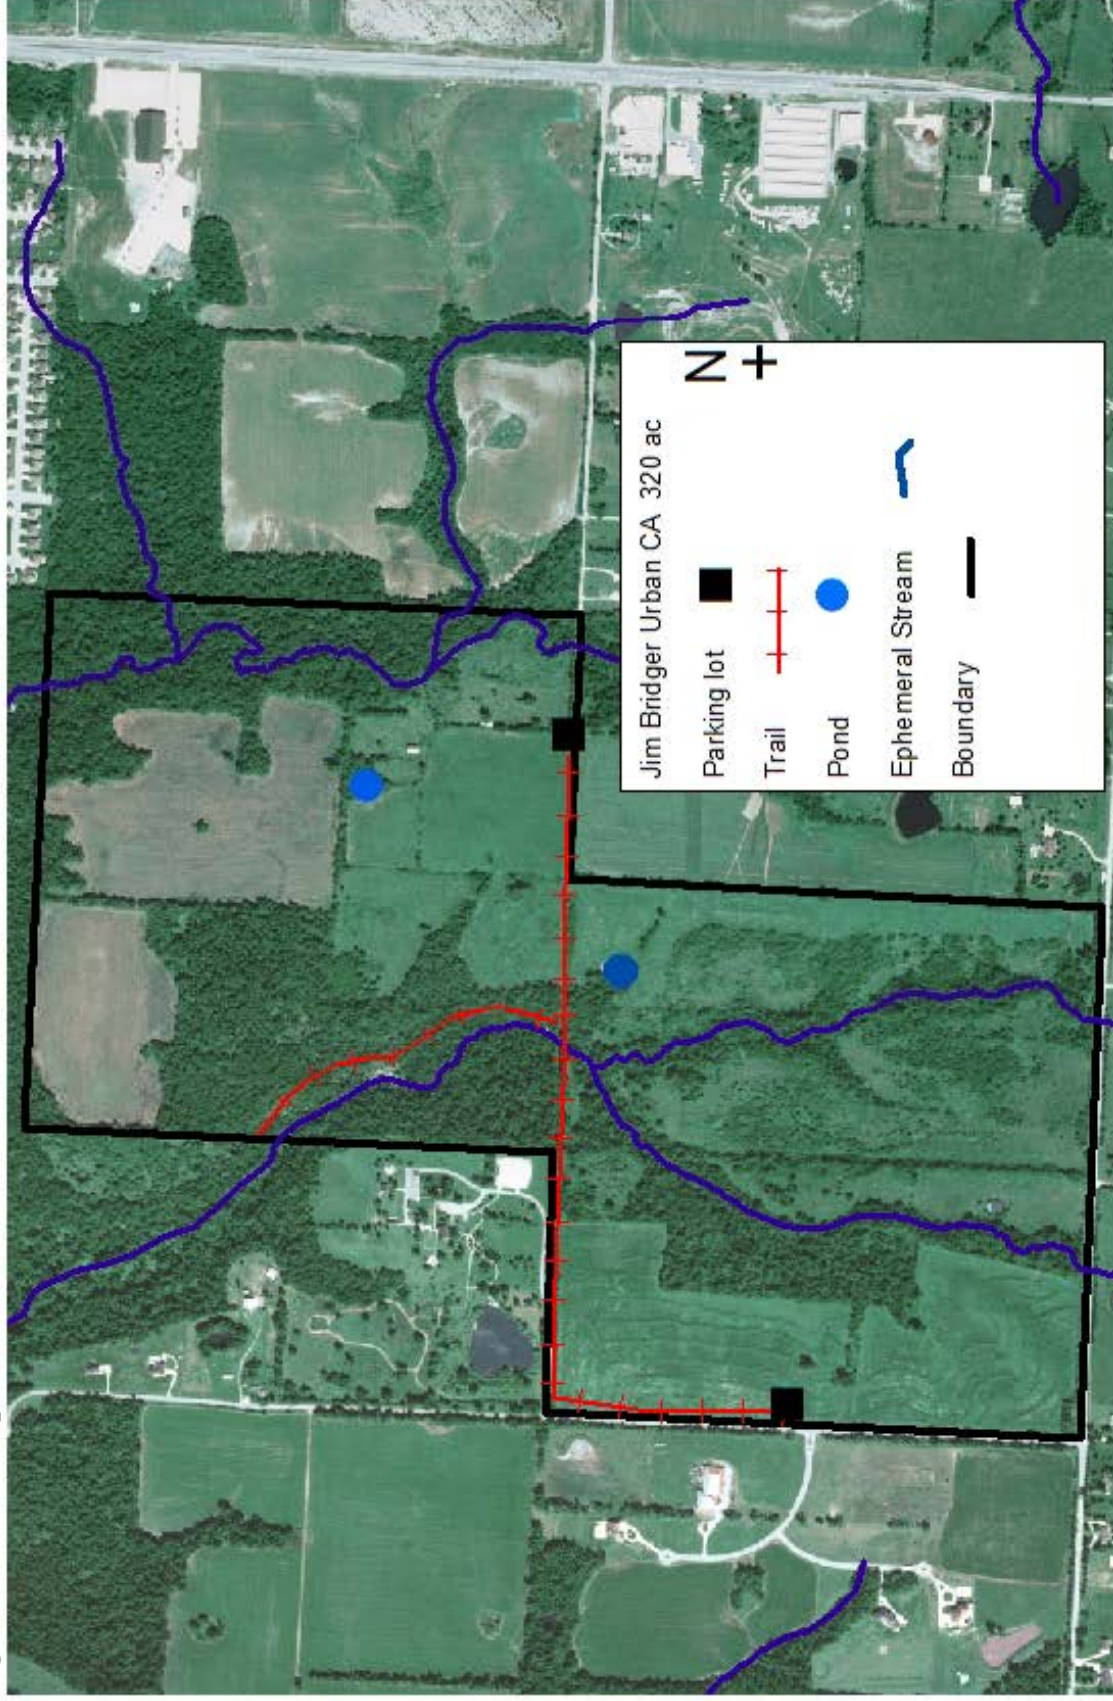 Jim Bridger Urban CA 320 ac
N
Parking lot
Trail
Pond
Ephemeral Stream
Boundary